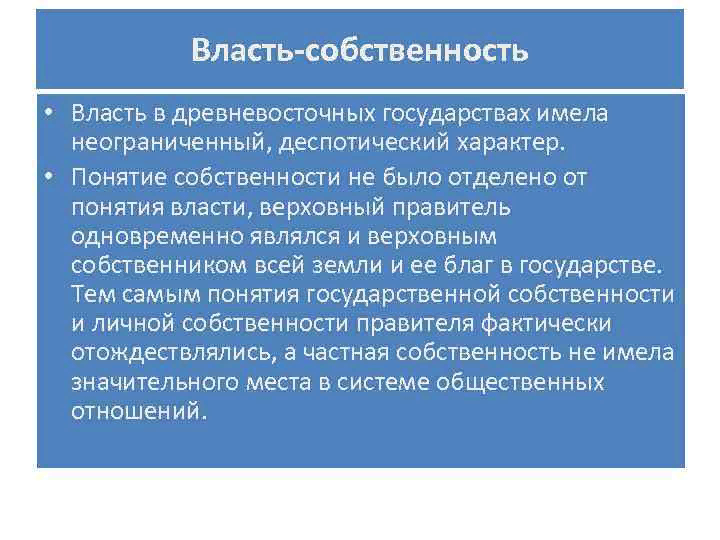 Власть-собственность
• Власть в древневосточных государствах имела
неограниченный, деспотический характер.
• Понятие собственности не было отделено от
понятия власти, верховный правитель
одновременно являлся и верховным
собственником всей земли и ее благ в государстве.
Тем самым понятия государственной собственности
и личной собственности правителя фактически
отождествлялись, а частная собственность не имела
значительного места в системе общественных
отношений.